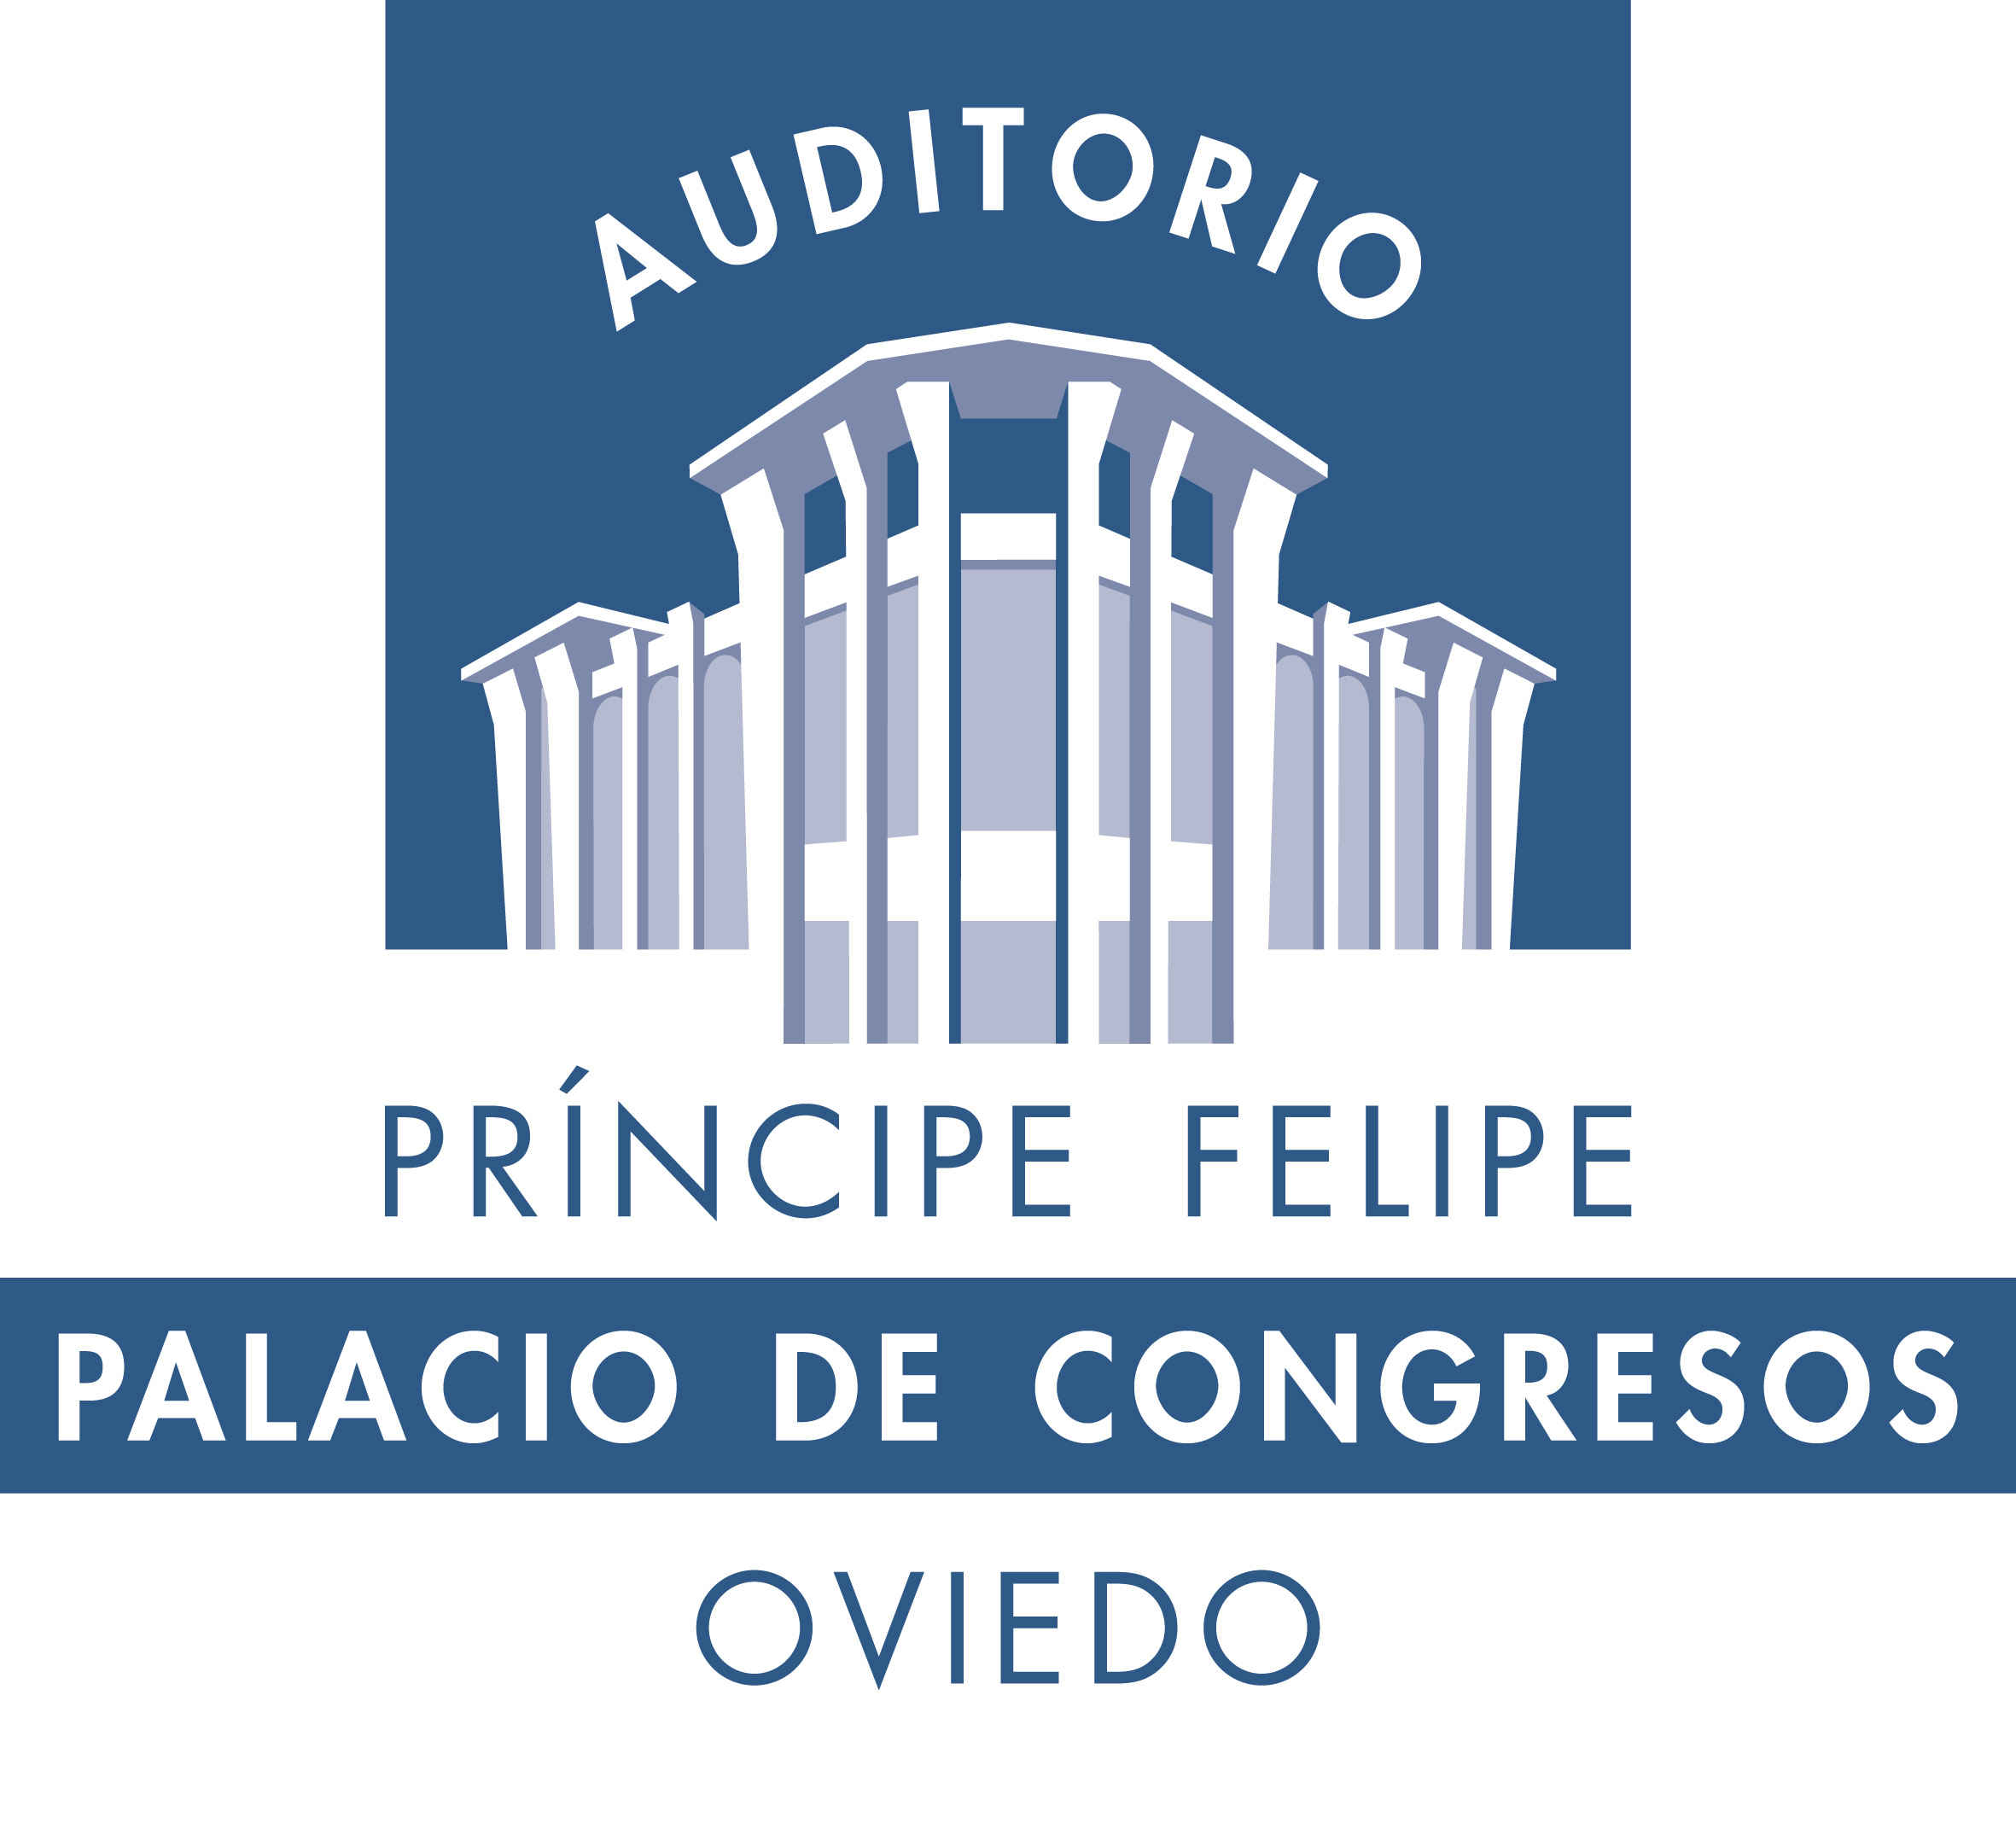 AUDITORIO
PRÍNCIPE FELIPE
PALACIO DE CONGRESOS
OVIEDO